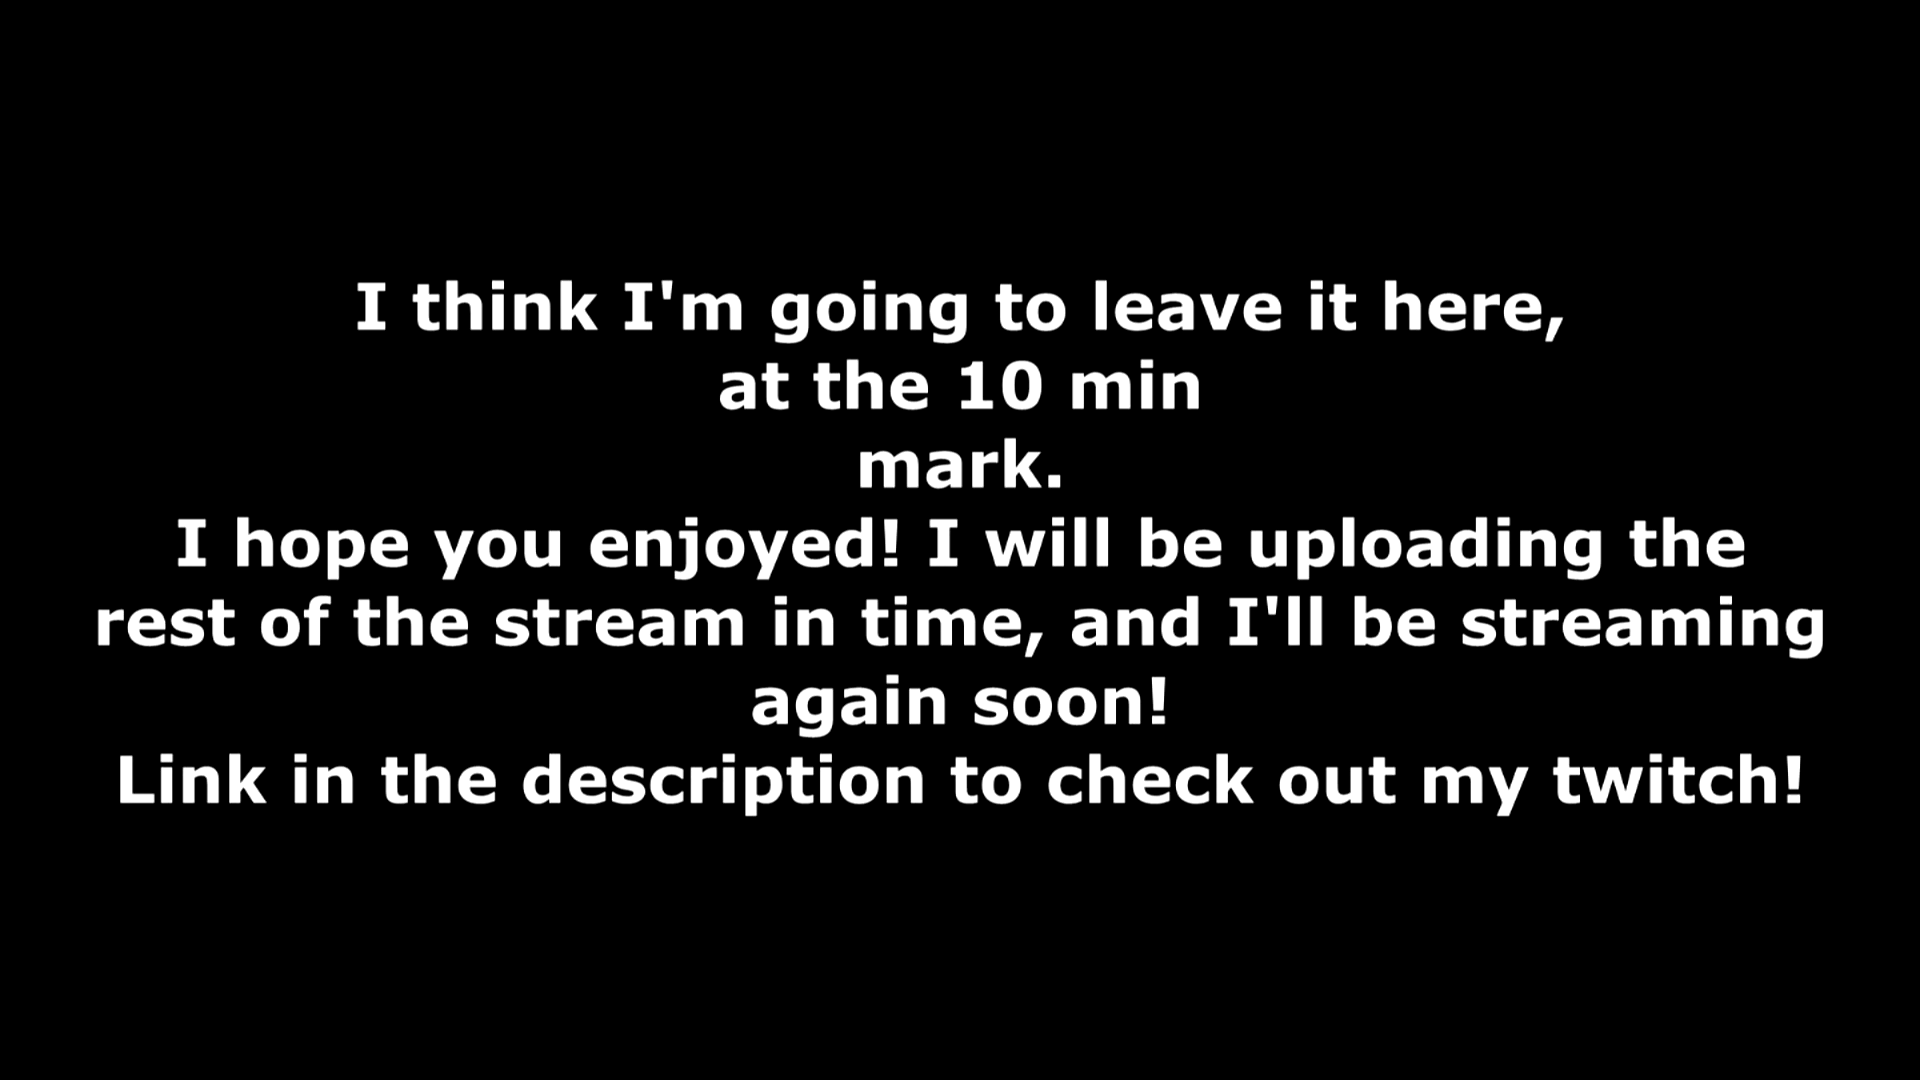 I think I'm going to leave it here,
at the 10 min
mark.
I hope you enjoyed! I will be uploading the
rest of the stream in time, and I'll be streaming
again soon!
Link in the description to check out my twitch!